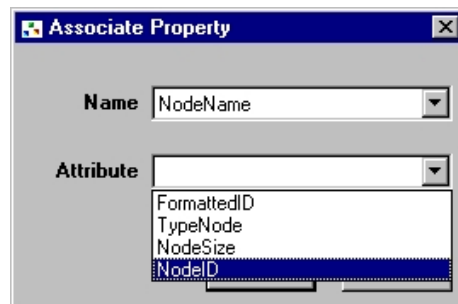 Associate Property
Name NodeName
Attribute
FormattedID
TypeNode
NodeSize
NodeID